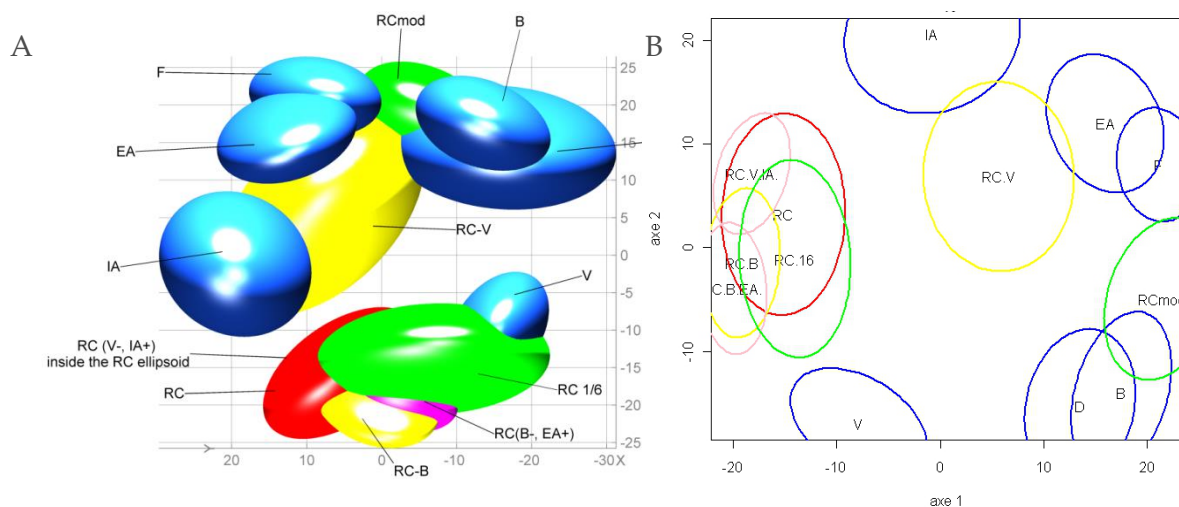 A
RCmod
B
F
EA
RC-V
IA
V
RC (V-, IA+)
inside the RC ellipsoid
RC
RC 1/6
RC(B-, EA+)
RC-B
25
20
15
10
5
0
-5
-10
-15
-20
-25
20
10
0
-10
-20
-30X
Y
B
IA
EA
F
RC.V
RC.V.IA.
RC
RC.B
RC.16
C.B.EA.
RCmod
D
B
V
axe 2
20
10
0
-10
-20
-10
0
10
20
axe 1